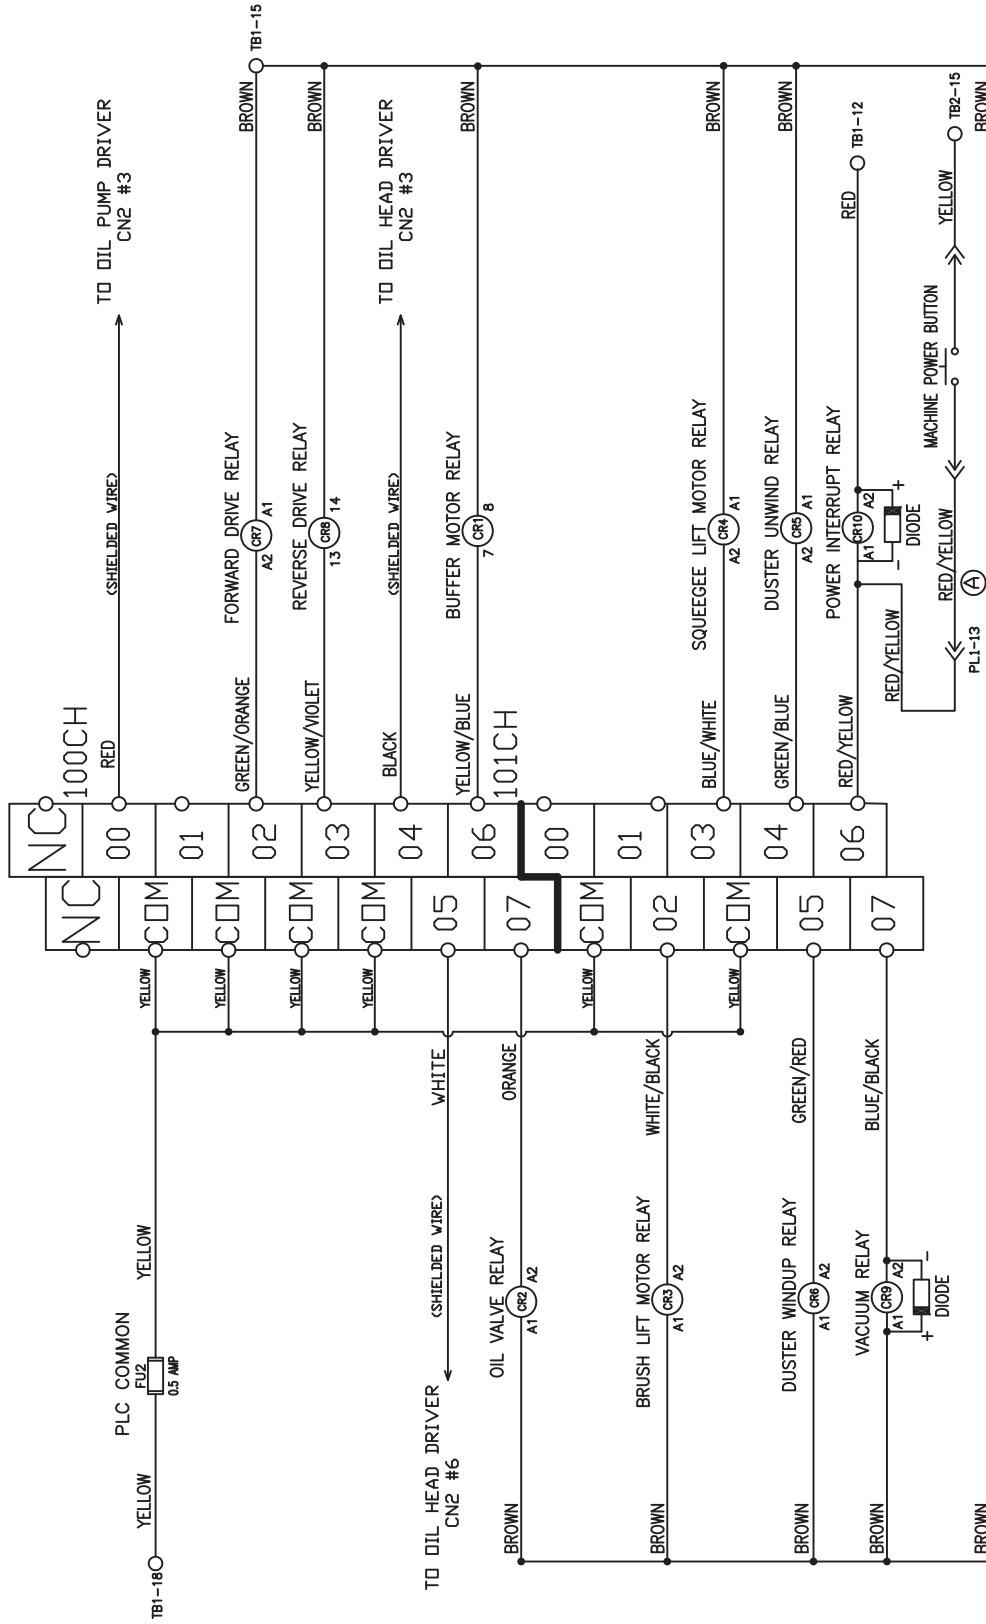 TB1-15
TO OIL PUMP DRIVER
CN2 #3
<SHIELDED WIRE>
RED
100CH
BROWN
FORWARD DRIVE RELAY
CR7
A2
A1
GREEN/ORANGE
BROWN
REVERSE DRIVE RELAY
CR8
13
14
YELLOW/VIOLET
TO OIL HEAD DRIVER
CN2 #3
<SHIELDED WIRE>
BLACK
BROWN
BUFFER MOTOR RELAY
CR1
7
8
YELLOW/BLUE
101CH
BROWN
SQUEEGEE LIFT MOTOR RELAY
CR4
A2
A1
BLUE/WHITE
BROWN
DUSTER UNWIND RELAY
CR5
A2
A1
GREEN/BLUE
TB1-12
RED
POWER INTERRUPT RELAY
CR10
A1
A2
-
+
DIODE
RED/YELLOW
RED/YELLOW
TB2-15
YELLOW
MACHINE POWER BUTTON
RED/YELLOW
A
PL1-13
BROWN
NC
00
01
02
03
04
06
00
01
03
04
06
NC
COM
COM
COM
COM
05
07
COM
02
COM
05
07
YELLOW
YELLOW
YELLOW
YELLOW
YELLOW
YELLOW
PLC COMMON
FU2
0.5 AMP
YELLOW
YELLOW
TB1-18
WHITE
<SHIELDED WIRE>
TO OIL HEAD DRIVER
CN2 #6
ORANGE
OIL VALVE RELAY
CR2
A1
A2
BROWN
WHITE/BLACK
BRUSH LIFT MOTOR RELAY
CR3
A1
A2
BROWN
GREEN/RED
DUSTER WINDUP RELAY
CR6
A1
A2
BROWN
BLUE/BLACK
VACUUM RELAY
CR9
A1
A2
+
-
DIODE
BROWN
BROWN